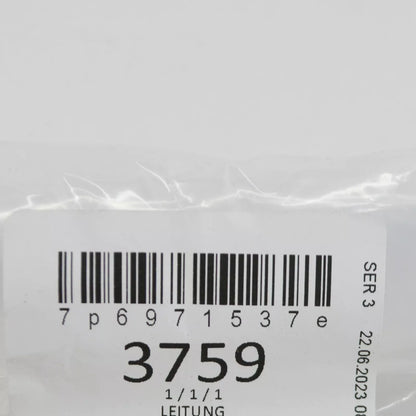 7p6971537e
3759
1 / 1 / 1
LEITUNG
SER 3 22.06.2023